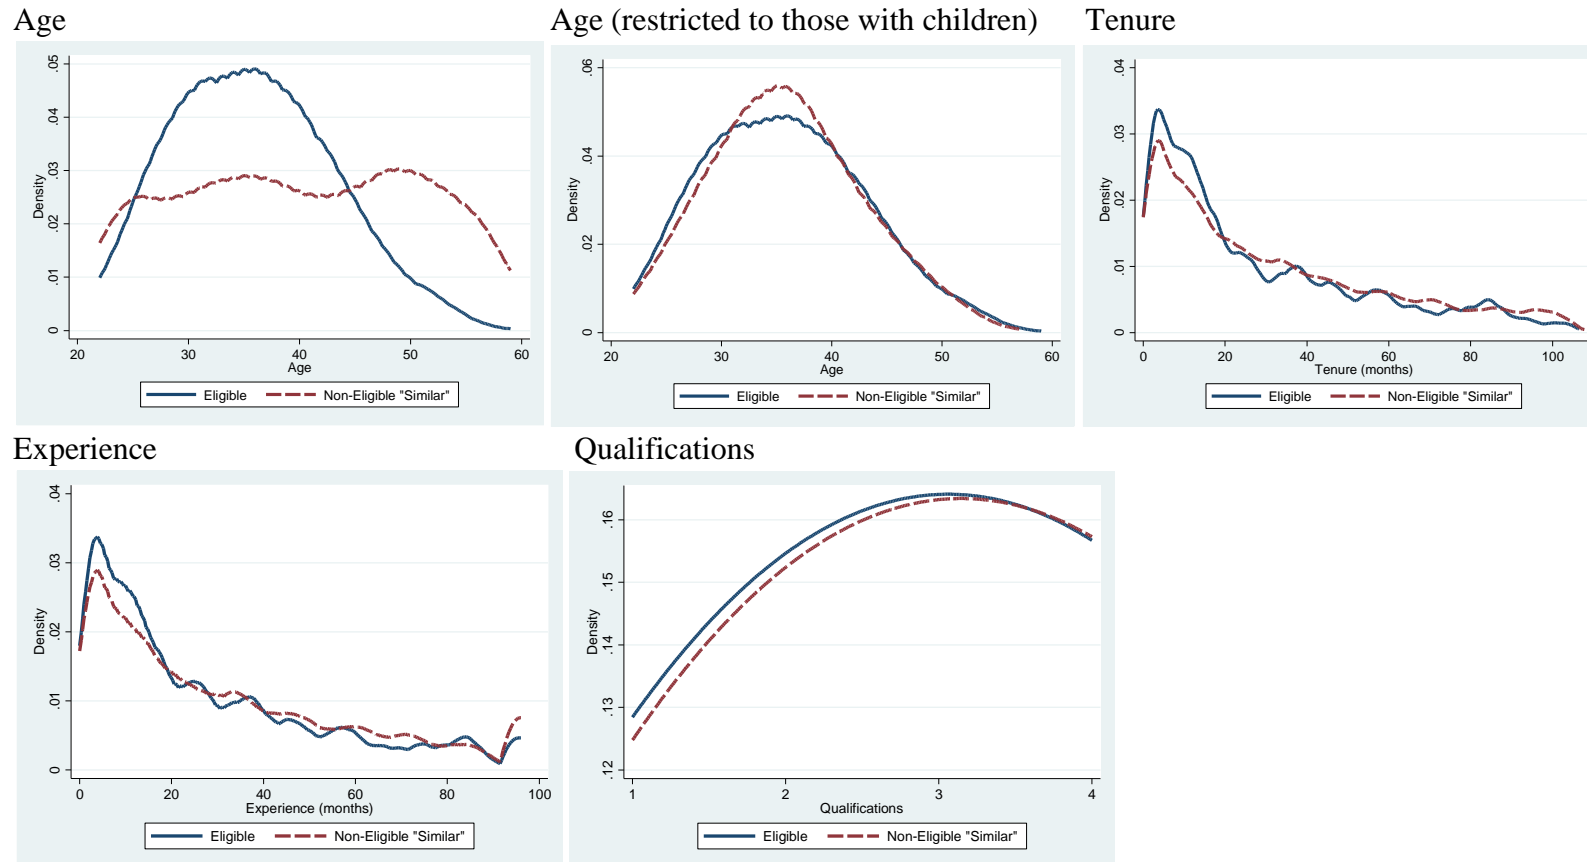 Age
.05
.04
.03
.02
.01
0
Density
20 30 40 50 60
Age
Eligible Non-Eligible "Similar"
Age (restricted to those with children)
.06
.04
.02
0
Density
20 30 40 50 60
Age
Eligible Non-Eligible "Similar"
Tenure
.04
.03
.02
.01
0
Density
0 20 40 60 80 100
Tenure (months)
Eligible Non-Eligible "Similar"
Experience
.04
.03
.02
.01
0
Density
0 20 40 60 80 100
Experience (months)
Eligible Non-Eligible "Similar"
Qualifications
.16
.15
.14
.13
.12
Density
1 2 3 4
Qualifications
Eligible Non-Eligible "Similar"